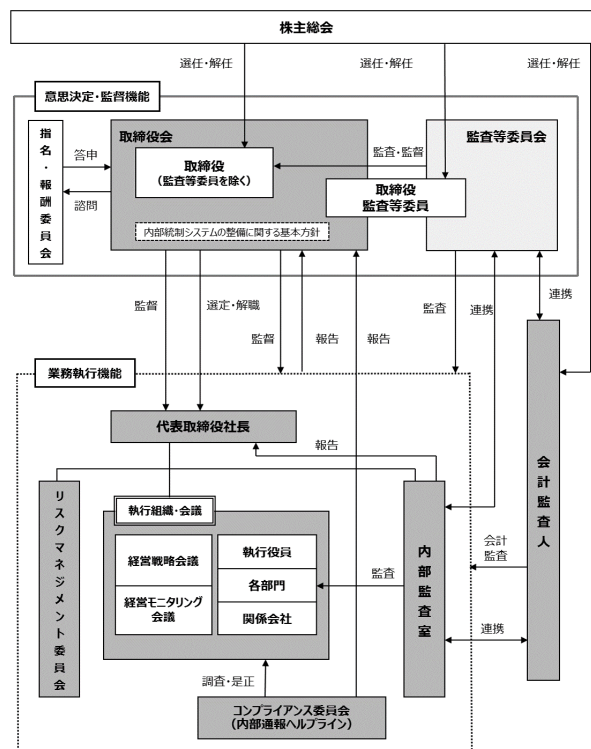 株主総会
選任・解任
選任・解任
選任・解任
意思決定・監督機能
指名・報酬委員会
答申
諮問
取締役会
取締役
（監査等委員を除く）
監査・監督
監査等委員会
取締役
監査等委員
内部統制システムの整備に関する基本方針
監督
選定・解職
監督
報告
報告
監査
連携
連携
業務執行機能
代表取締役社長
報告
会計監査人
リスクマネジメント委員会
執行組織・会議
経営戦略会議
経営モニタリング
会議
執行役員
各部門
関係会社
監査
内部監査室
会計
監査
連携
調査・是正
コンプライアンス委員会
（内部通報ヘルプライン）